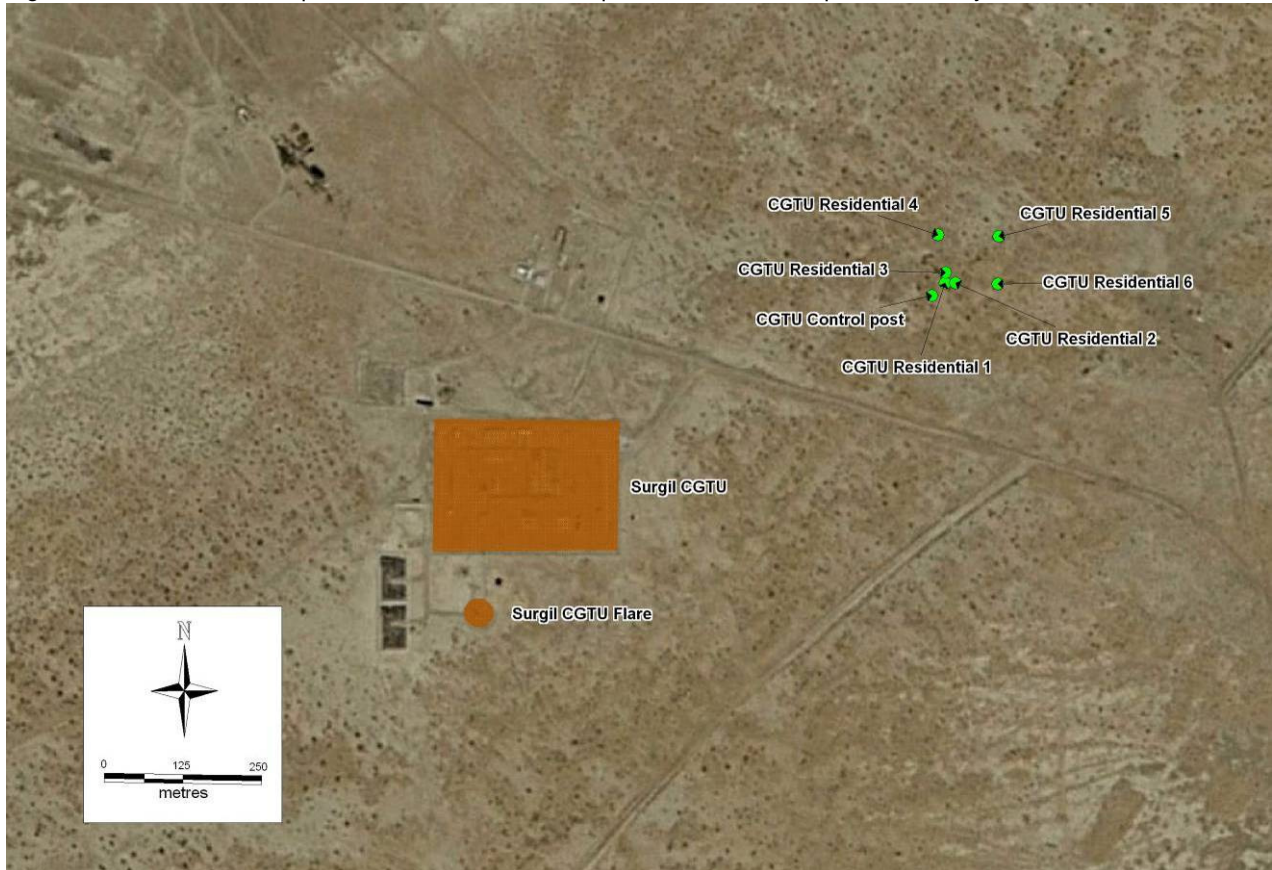 CGTU Residential 4
CGTU Residential 5
CGTU Residential 3
CGTU Residential 6
CGTU Control post
CGTU Residential 2
CGTU Residential 1
Surgil CGTU
Surgil CGTU Flare
N
0 125 250
metres